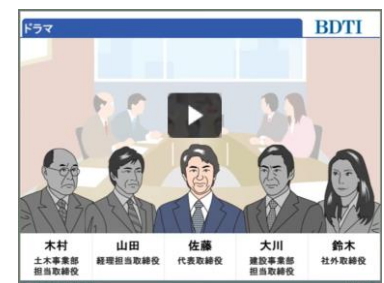 ドラマ
BDTI
木村
土木事業部
担当取締役
山田
経理担当取締役
佐藤
代表取締役
大川
建設事業部
担当取締役
鈴木
社外取締役